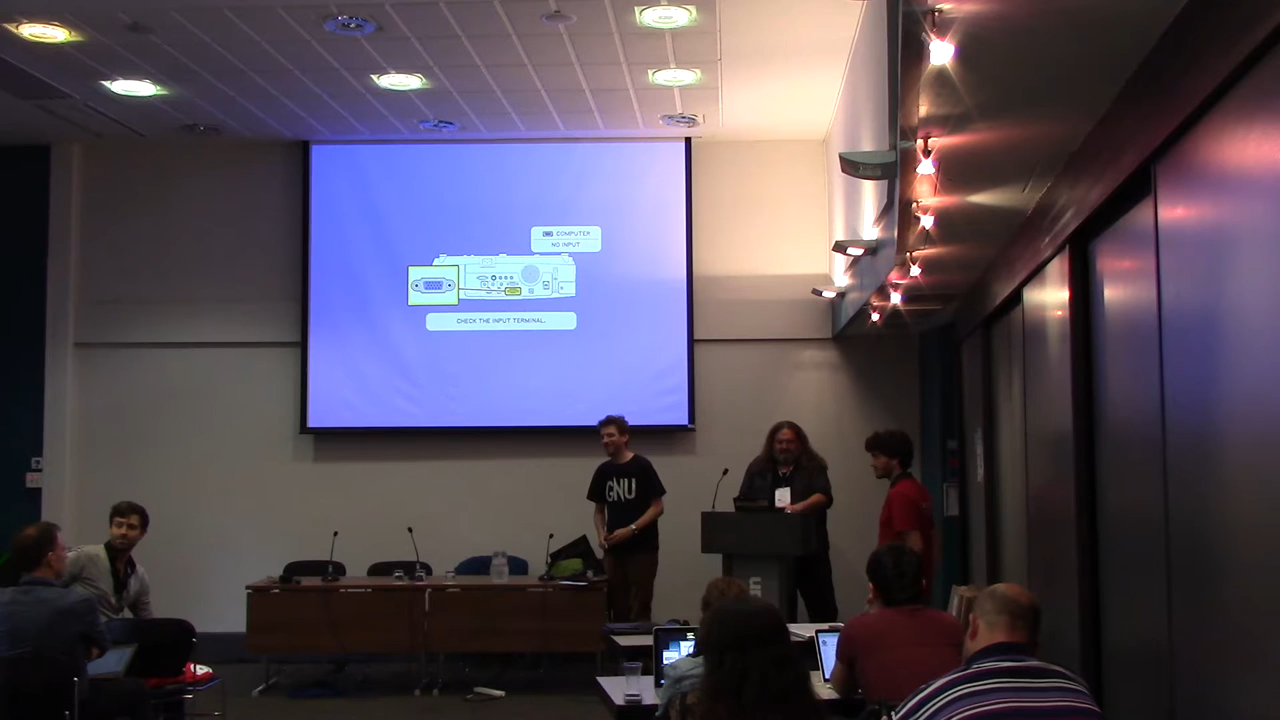 COMPUTER
NO INPUT
CHECK THE INPUT TERMINAL.
GNU